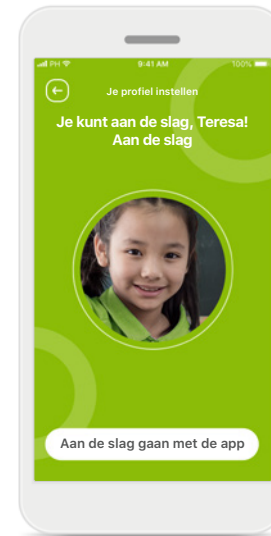 PH 9:41 AM 100%
Je profiel instellen
Je kunt aan de slag, Teresa!
Aan de slag
Aan de slag gaan met de app